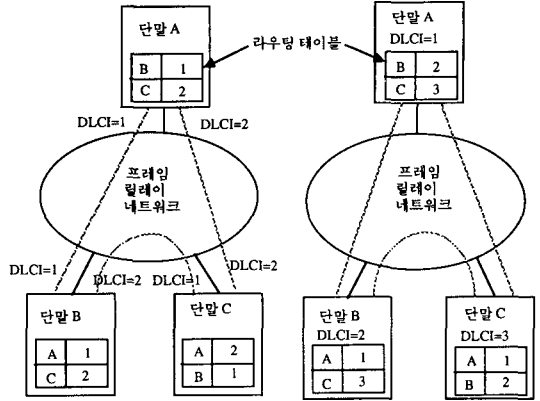 단말 A
B 1
C 2
라우팅 테이블
단말 A
DLCI=1
B 2
C 3
DLCI=1
DLCI=2
프레임
릴레이
네트워크
프레임
릴레이
네트워크
DLCI=1
DLCI=2
DLCI=1
DLCI=2
단말 B
A 1
C 2
단말 C
A 2
B 1
단말 B
DLCI=2
A 1
C 3
단말 C
DLCI=3
A 1
B 2